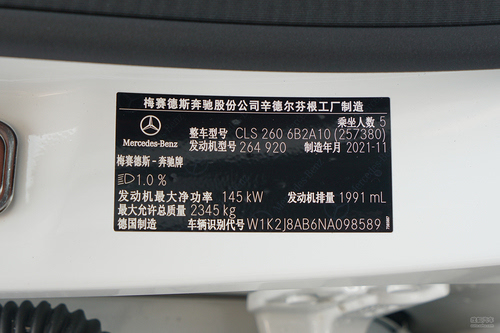 梅赛德斯奔驰股份公司辛德尔芬根工厂制造
乘坐人数 5
整车型号 CLS 260 6B2A10 (257380)
发动机型号 264 920 制造年月 2021-11
Mercedes-Benz
梅赛德斯-奔驰牌
1.0 %
发动机最大净功率 145 kW 发动机排量 1991 mL
最大允许总质量 2345 kg
德国制造 车辆识别代号 W1K2J8AB6NA098589